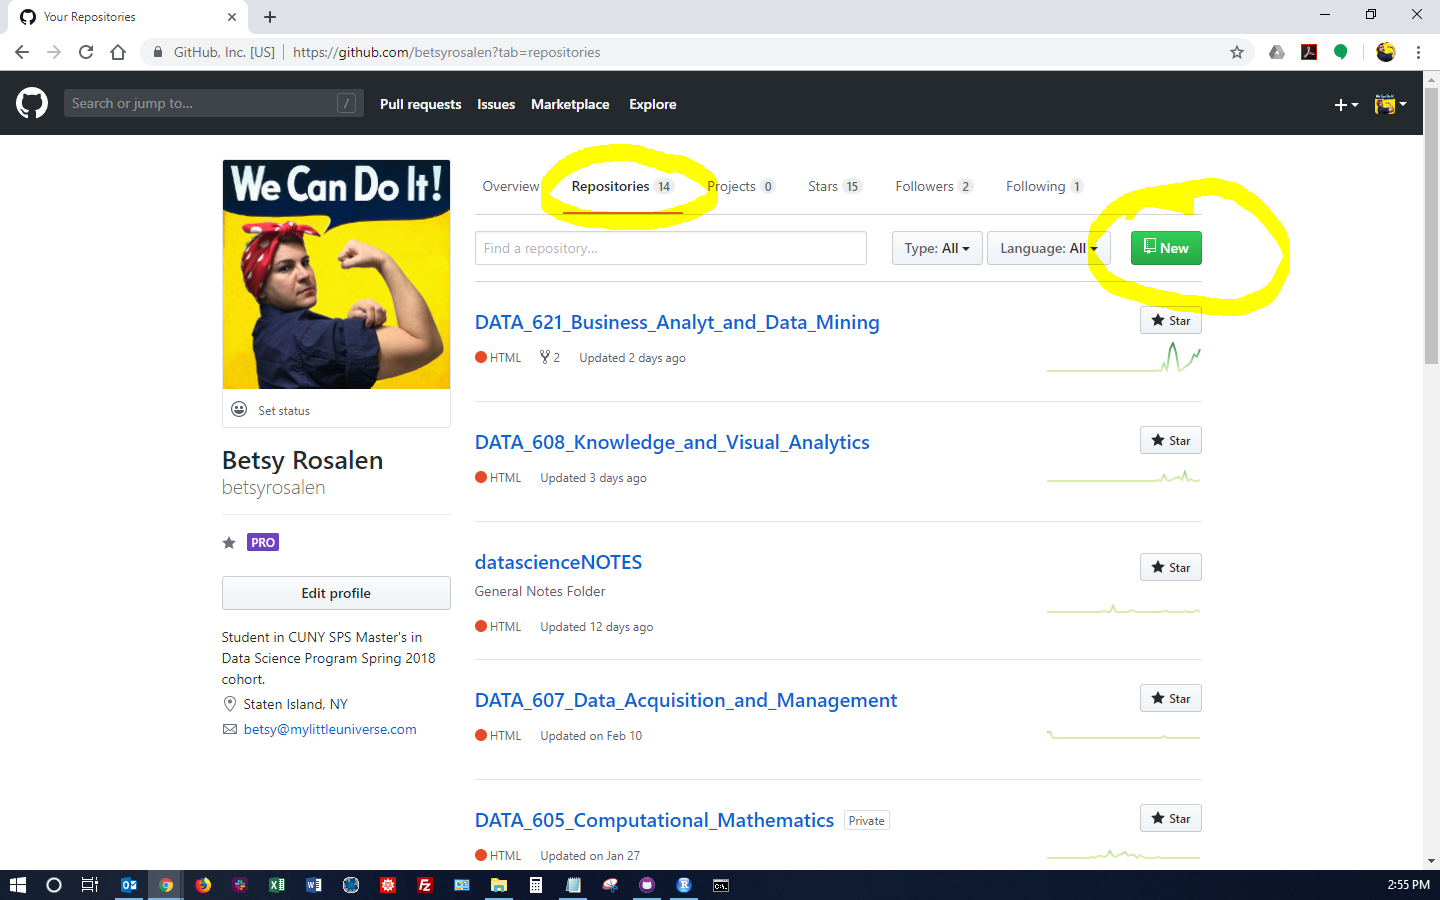 Your Repositories
GitHub, Inc. [US] https://github.com/betsyrosalen?tab=repositories
Search or jump to... /
Pull requests Issues Marketplace Explore
We Can Do It!
Set status
Betsy Rosalen
betsyrosalen
PRO
Edit profile
Student in CUNY SPS Master's in
Data Science Program Spring 2018
cohort.
Staten Island, NY
betsy@mylittleuniverse.com
Overview Repositories 14 Projects 0 Stars 15 Followers 2 Following 1
Find a repository... Type: All Language: All New
DATA_621_Business_Analyt_and_Data_Mining Star
HTML 2 Updated 2 days ago
DATA_608_Knowledge_and_Visual_Analytics Star
HTML Updated 3 days ago
datascienceNOTES Star
General Notes Folder
HTML Updated 12 days ago
DATA_607_Data_Acquisition_and_Management Star
HTML Updated on Feb 10
DATA_605_Computational_Mathematics Private Star
HTML Updated on Jan 27
2:55 PM